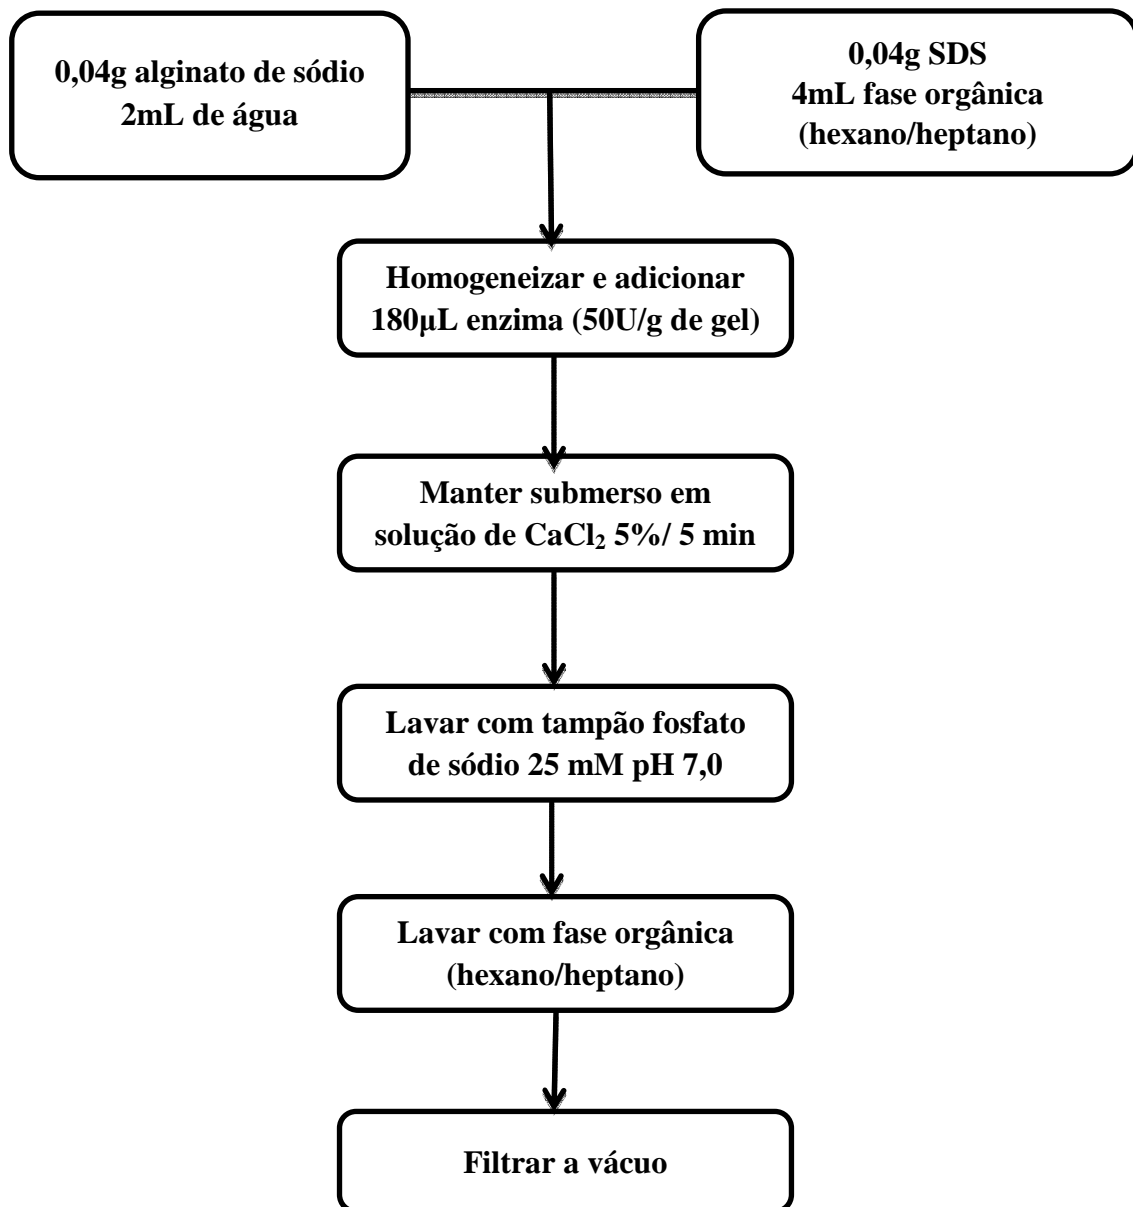 0,04g alginato de sódio
2mL de água
0,04g SDS
4mL fase orgânica
(hexano/heptano)
Homogeneizar e adicionar
180µL enzima (50U/g de gel)
Manter submerso em
solução de CaCl₂ 5%/ 5 min
Lavar com tampão fosfato
de sódio 25 mM pH 7,0
Lavar com fase orgânica
(hexano/heptano)
Filtrar a vácuo